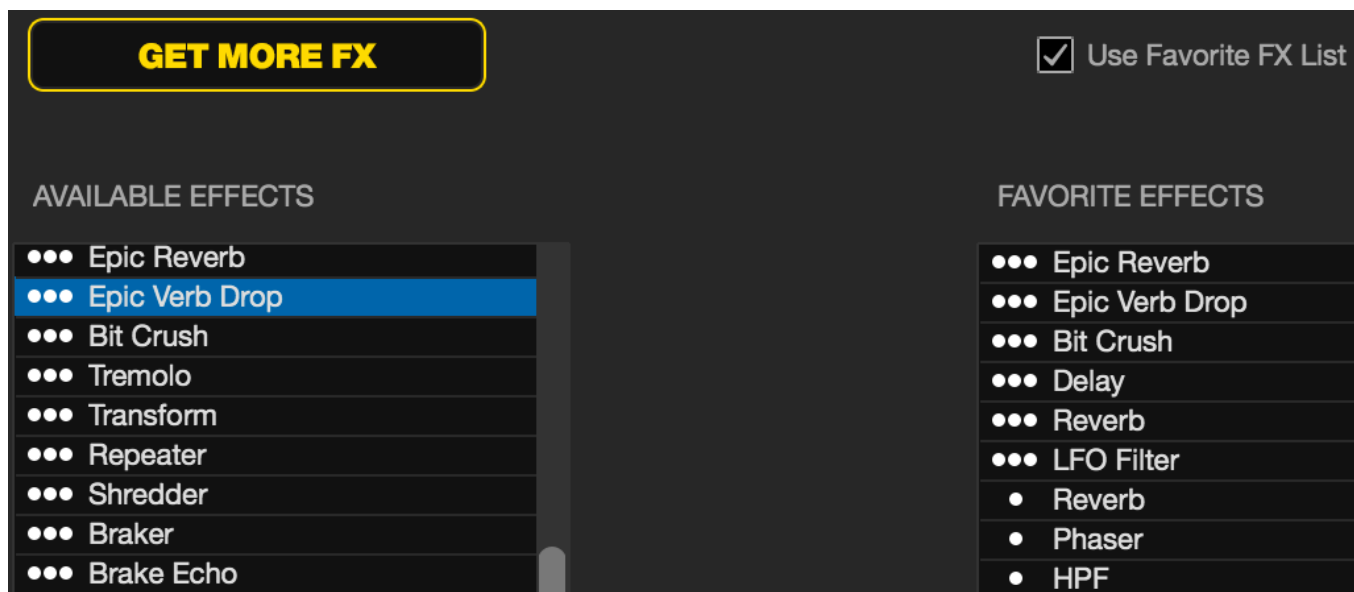 GET MORE FX
Use Favorite FX List
AVAILABLE EFFECTS
Epic Reverb
Epic Verb Drop
Bit Crush
Tremolo
Transform
Repeater
Shredder
Braker
Brake Echo
FAVORITE EFFECTS
Epic Reverb
Epic Verb Drop
Bit Crush
Delay
Reverb
LFO Filter
Reverb
Phaser
HPF